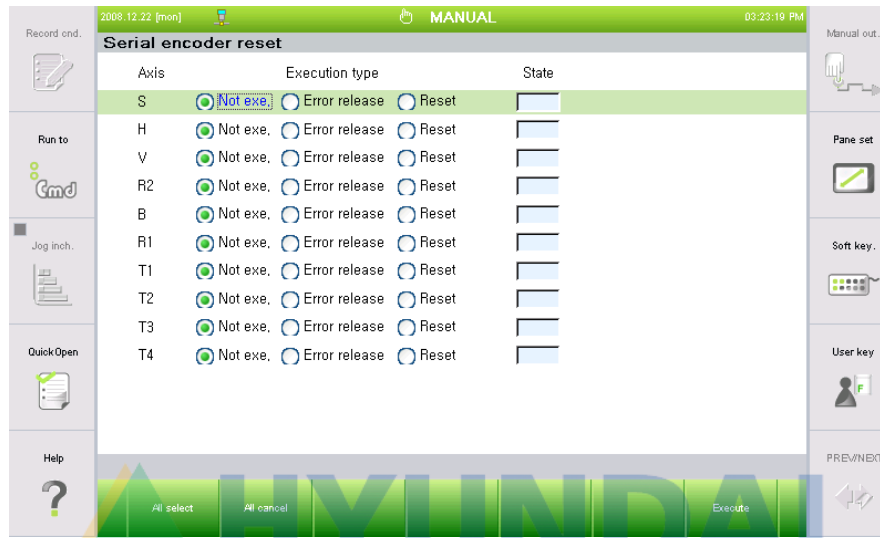 2008.12.22 [mon] MANUAL 03:23:19 PM
Serial encoder reset
Axis Execution type State
S Not exe, Error release Reset
H Not exe, Error release Reset
V Not exe, Error release Reset
R2 Not exe, Error release Reset
B Not exe, Error release Reset
R1 Not exe, Error release Reset
T1 Not exe, Error release Reset
T2 Not exe, Error release Reset
T3 Not exe, Error release Reset
T4 Not exe, Error release Reset
Record cnd.
Run to
Cmd
Jog inch.
QuickOpen
Help
?
Manual out.
Pane set
Soft key.
User key
F
PREV/NEXT
All select All cancel Execute
HYUNDAI